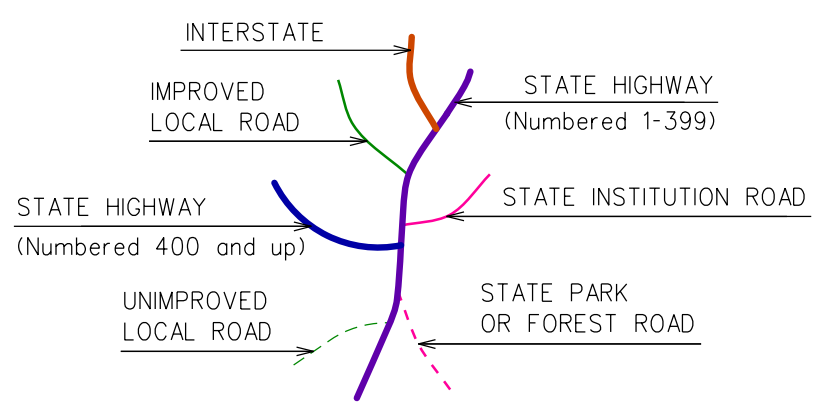 INTERSTATE
STATE HIGHWAY
(Numbered 1-399)
IMPROVED
LOCAL ROAD
STATE INSTITUTION ROAD
STATE HIGHWAY
(Numbered 400 and up)
UNIMPROVED
LOCAL ROAD
STATE PARK
OR FOREST ROAD